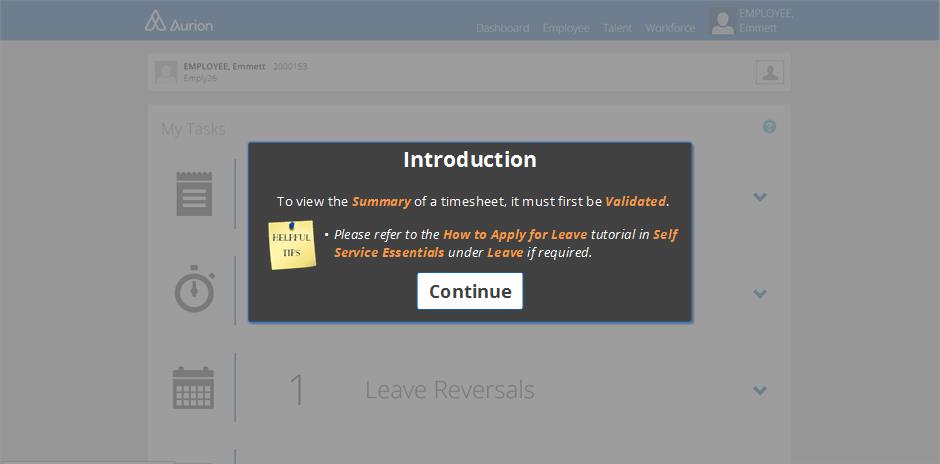 Aurion
Dashboard Employee Talent Workforce
EMPLOYEE,
Emmett
EMPLOYEE, Emmett 2000153
Emply26
My Tasks
?
Introduction
To view the Summary of a timesheet, it must first be Validated.
HELPFUL
TIPS
• Please refer to the How to Apply for Leave tutorial in Self
Service Essentials under Leave if required.
Continue
1 Leave Reversals